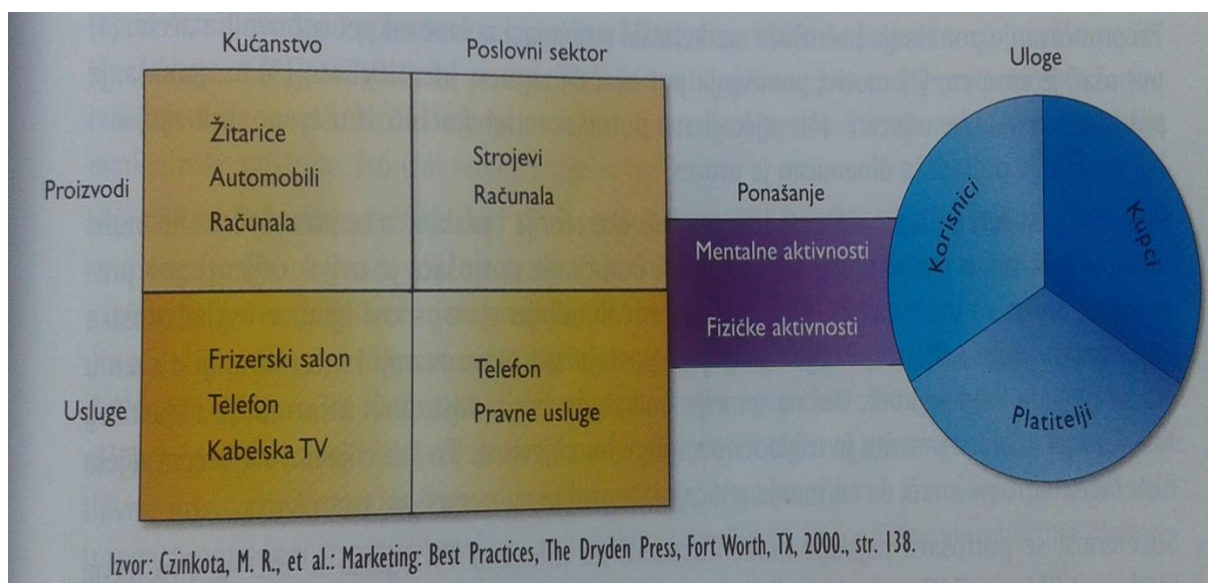 Kućanstvo
Poslovni sektor
Uloge
Proizvodi
Žitarice
Automobili
Računala
Strojevi
Računala
Ponašanje
Mentalne aktivnosti
Fizičke aktivnosti
Korisnici
Kupci
Platitelji
Usluge
Frizerski salon
Telefon
Kabelska TV
Telefon
Pravne usluge
Izvor: Czinkota, M. R., et al.: Marketing: Best Practices, The Dryden Press, Fort Worth, TX, 2000., str. 138.